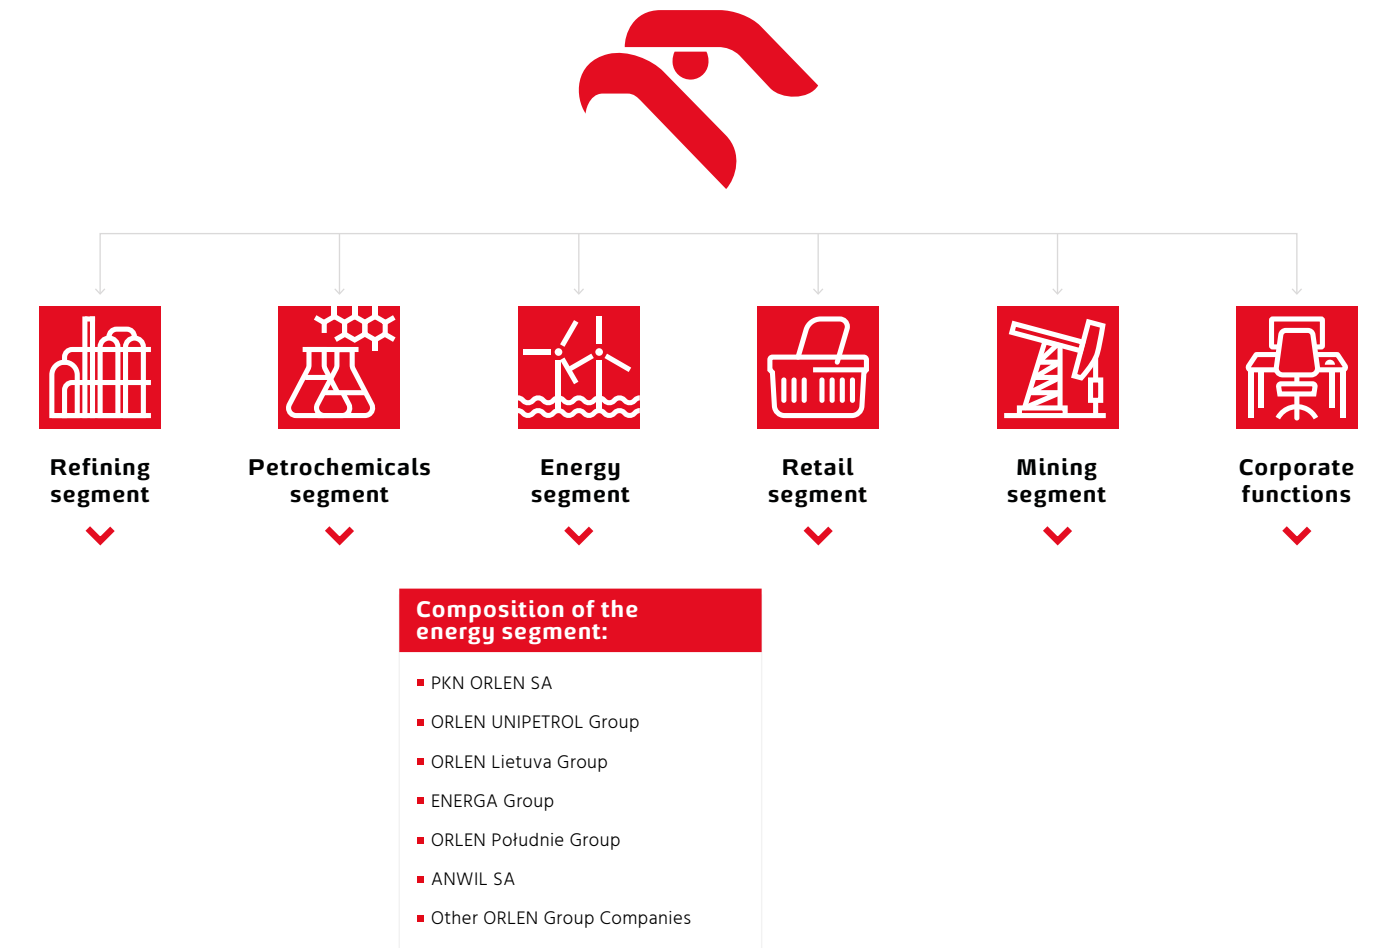 Refining
segment
Petrochemicals
segment
Energy
segment
Retail
segment
Mining
segment
Corporate
functions
Composition of the
energy segment:
PKN ORLEN SA
ORLEN UNIPETROL Group
ORLEN Lietuva Group
ENERGA Group
ORLEN Południe Group
ANWIL SA
Other ORLEN Group Companies